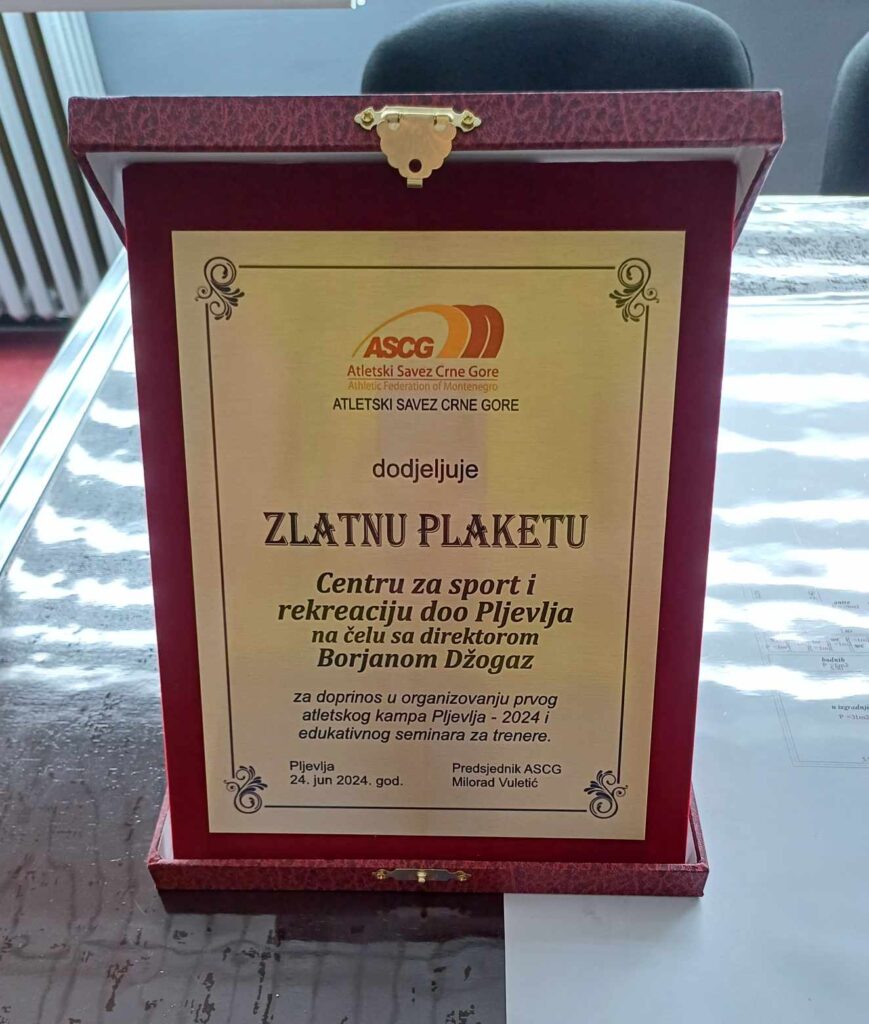 ASCG
Atletski Savez Crne Gore
Athletic Federation of Montenegro
ATLETSKI SAVEZ CRNE GORE
dodjeljuje
ZLATNU PLAKETU
Centru za sport i
rekreaciju doo Pljevlja
na čelu sa direktorom
Borjanom Džogaz
za doprinos u organizovanju prvog
atletskog kampa Pljevlja - 2024 i
edukativnog seminara za trenere.
Pljevlja
24. jun 2024. god.
Predsjednik ASCG
Milorad Vuletić